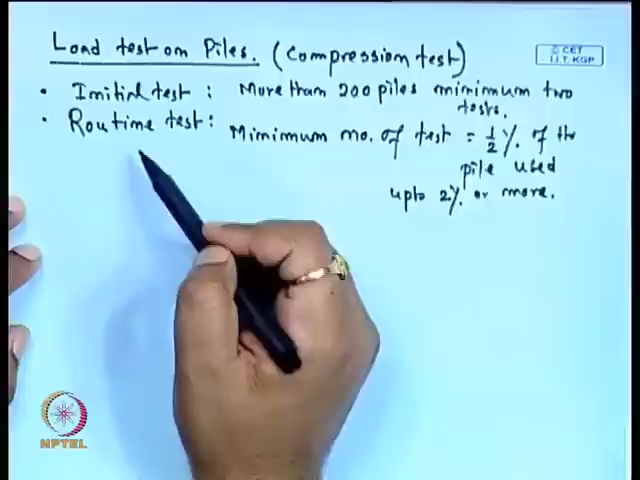 Load test on Piles. (Compression test)
© CET
I.I.T. KGP
• Initial test : More than 200 piles minimum two
tests.
• Routine test : Minimum no. of test = 1/2 %. of the
pile used
upto 2%. or more.
NPTEL